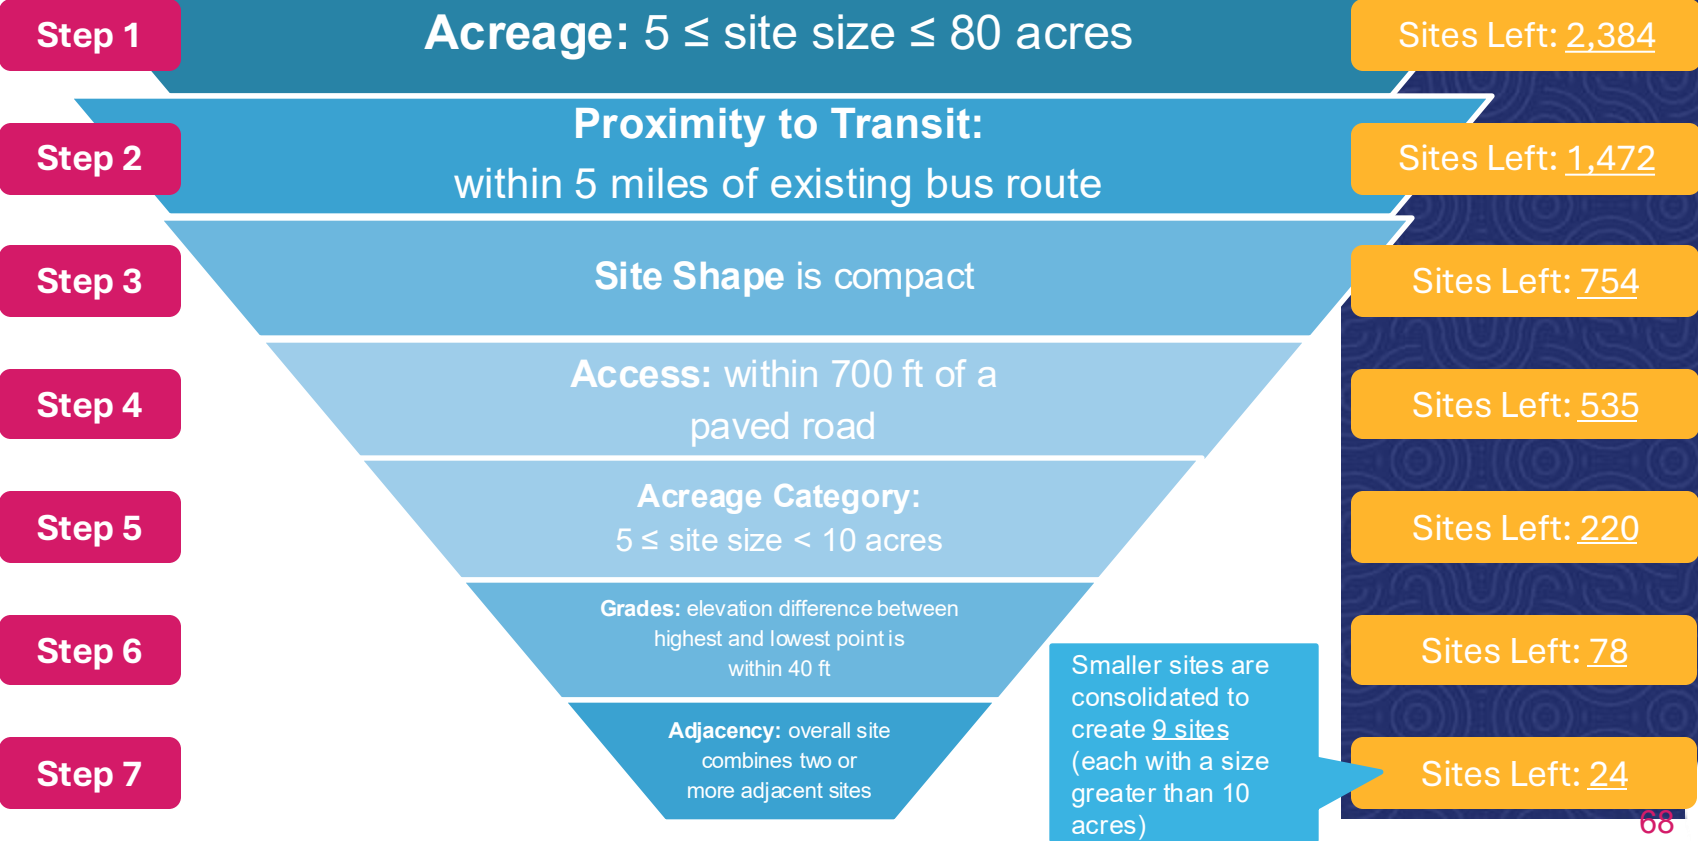 Step 1
Acreage: 5 ≤ site size ≤ 80 acres
Sites Left: 2,384
Step 2
Proximity to Transit:
within 5 miles of existing bus route
Sites Left: 1,472
Step 3
Site Shape is compact
Sites Left: 754
Step 4
Access: within 700 ft of a
paved road
Sites Left: 535
Step 5
Acreage Category:
5 ≤ site size < 10 acres
Sites Left: 220
Step 6
Grades: elevation difference between
highest and lowest point is
within 40 ft
Sites Left: 78
Step 7
Adjacency: overall site
combines two or
more adjacent sites
Smaller sites are
consolidated to
create 9 sites
(each with a size
greater than 10
acres)
Sites Left: 24
68